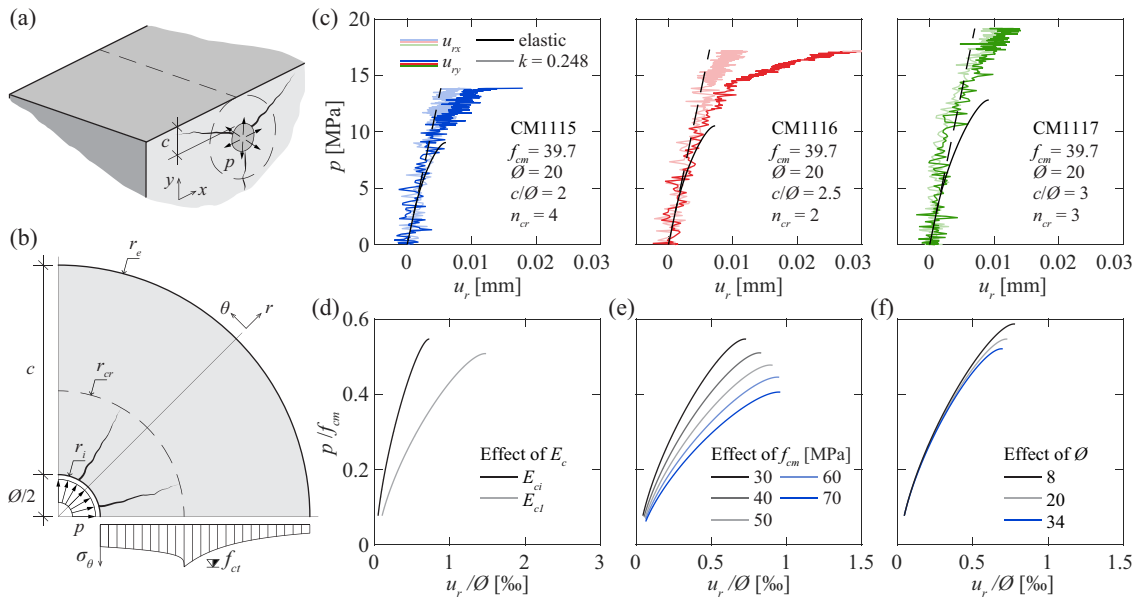 (a)
c
p
y
x
(b)
r_e
θ
r
c
r_cr
r_i
Ø/2
p
σ_θ
f_ct
(c)
20
15
10
5
0
p [MPa]
u_rx
u_ry
elastic
k = 0.248
CM1115
f_cm = 39.7
Ø = 20
c/Ø = 2
n_cr = 4
0 0.01 0.02 0.03
u_r [mm]
CM1116
f_cm = 39.7
Ø = 20
c/Ø = 2.5
n_cr = 2
0 0.01 0.02 0.03
u_r [mm]
CM1117
f_cm = 39.7
Ø = 20
c/Ø = 3
n_cr = 3
0 0.01 0.02 0.03
u_r [mm]
(d)
0.6
0.4
0.2
0
p/f_cm
Effect of E_c
E_ci
E_c1
0 1 2 3
u_r/Ø [‰]
(e)
Effect of f_cm [MPa]
30 60
40 70
50
0 0.5 1 1.5
u_r/Ø [‰]
(f)
Effect of Ø
8
20
34
0 0.5 1 1.5
u_r/Ø [‰]